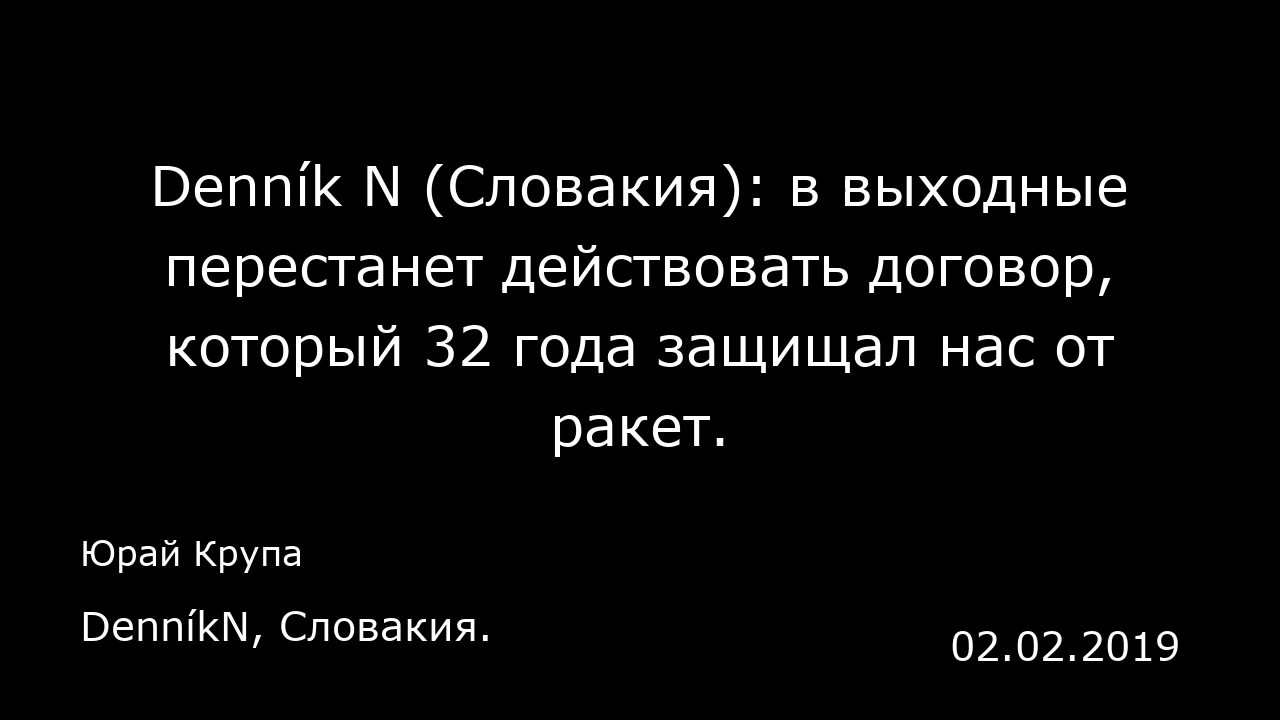 Denník N (Словакия): в выходные
перестанет действовать договор,
который 32 года защищал нас от
ракет.
Юрай Крупа
DenníkN, Словакия.
02.02.2019